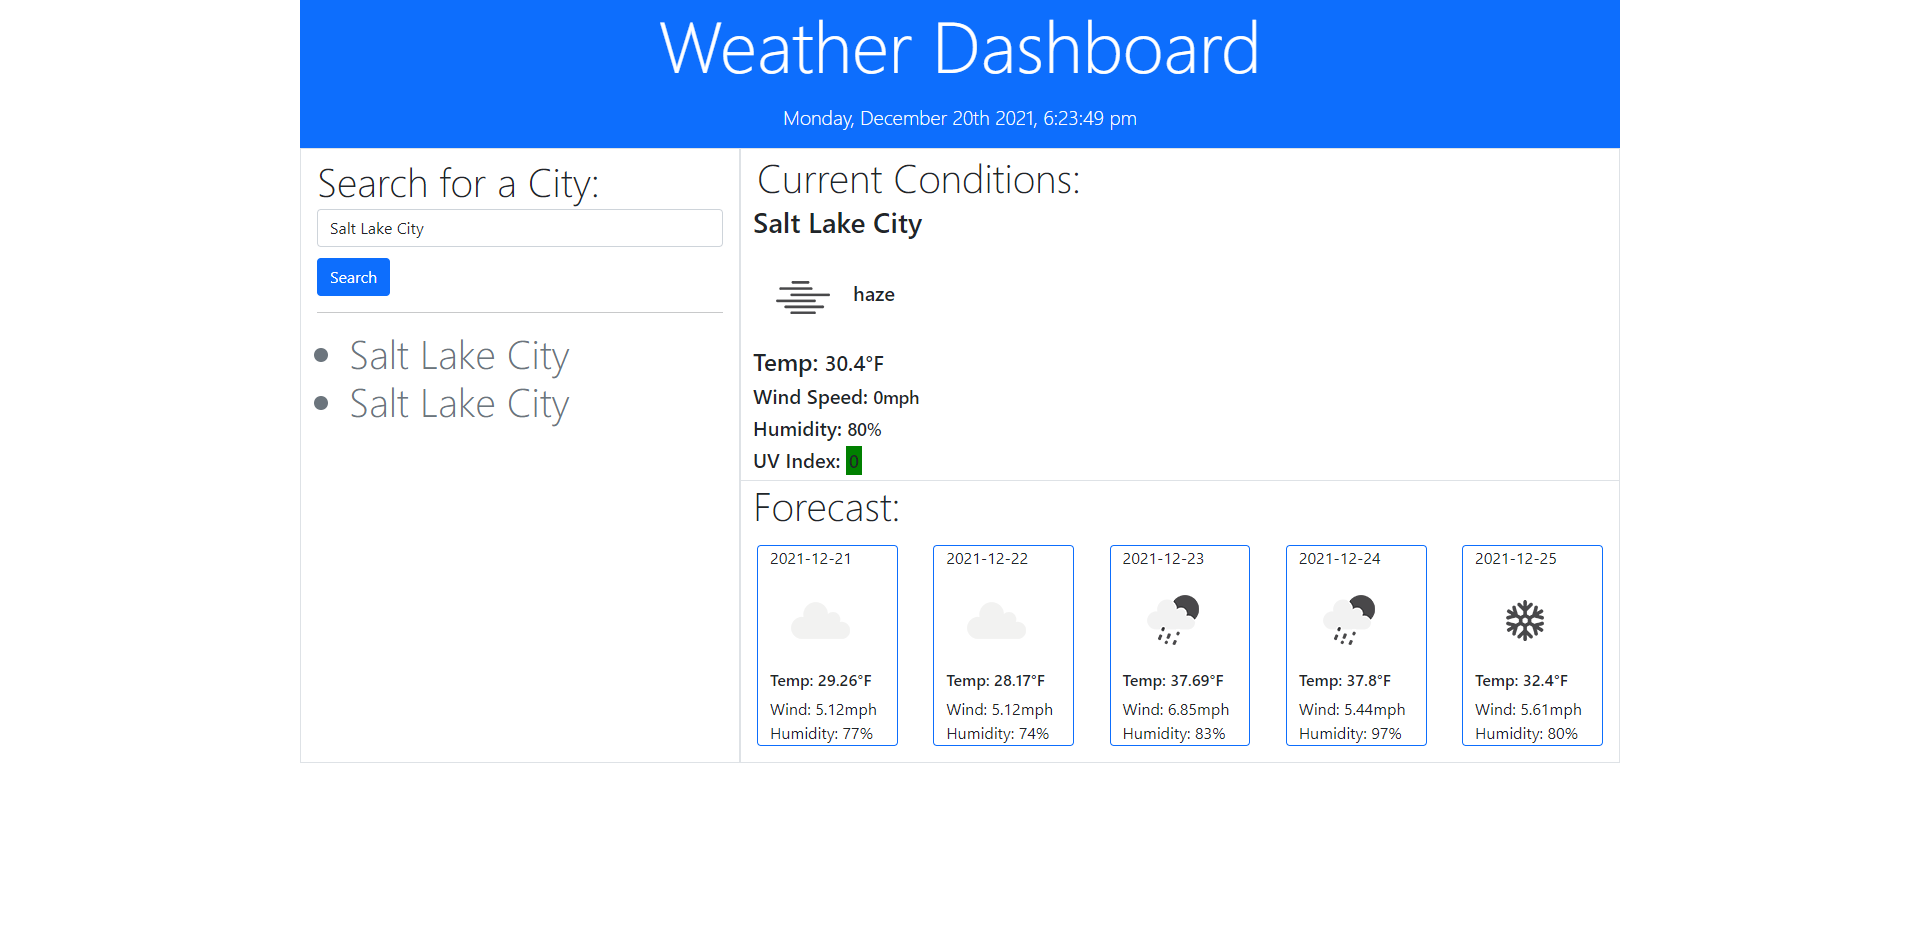 Weather Dashboard
Monday, December 20th 2021, 6:23:49 pm
Search for a City:
Salt Lake City
Search
Salt Lake City
Salt Lake City
Current Conditions:
Salt Lake City
haze
Temp: 30.4°F
Wind Speed: 0mph
Humidity: 80%
UV Index: 0
Forecast:
2021-12-21
Temp: 29.26°F
Wind: 5.12mph
Humidity: 77%
2021-12-22
Temp: 28.17°F
Wind: 5.12mph
Humidity: 74%
2021-12-23
Temp: 37.69°F
Wind: 6.85mph
Humidity: 83%
2021-12-24
Temp: 37.8°F
Wind: 5.44mph
Humidity: 97%
2021-12-25
Temp: 32.4°F
Wind: 5.61mph
Humidity: 80%